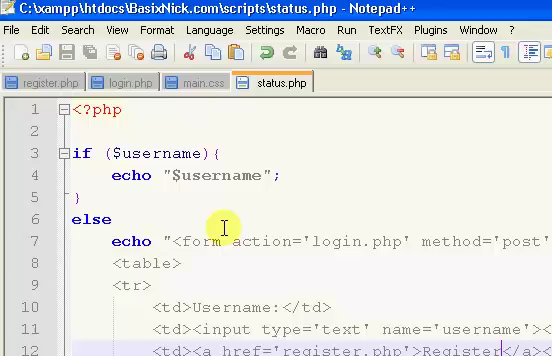 C:\xampp\htdocs\BasixNick.com\scripts\status.php - Notepad++
File Edit Search View Format Language Settings Macro Run TextFX Plugins Window
register.php login.php main.css status.php
1 <?php
2
3 if ($username){
4 echo "$username";
5 }
6 else
7 echo "<form action='login.php' method='post'
8 <table>
9 <tr>
10 <td>Username:</td>
11 <td><input type='text' name='username'><
12 <td><a href='register.php'>Register</a><